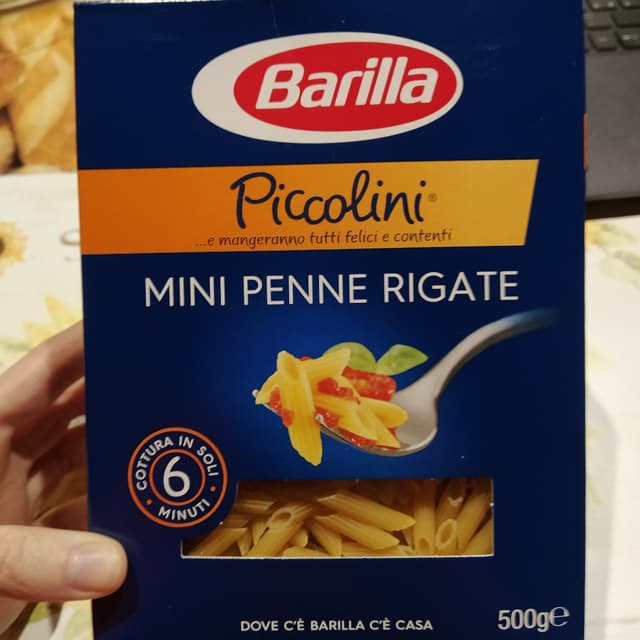 Barilla
Piccolini®
...e mangeranno tutti felici e contenti
MINI PENNE RIGATE
COTTURA IN SOLI
6
MINUTI
DOVE C'È BARILLA C'È CASA
500g℮